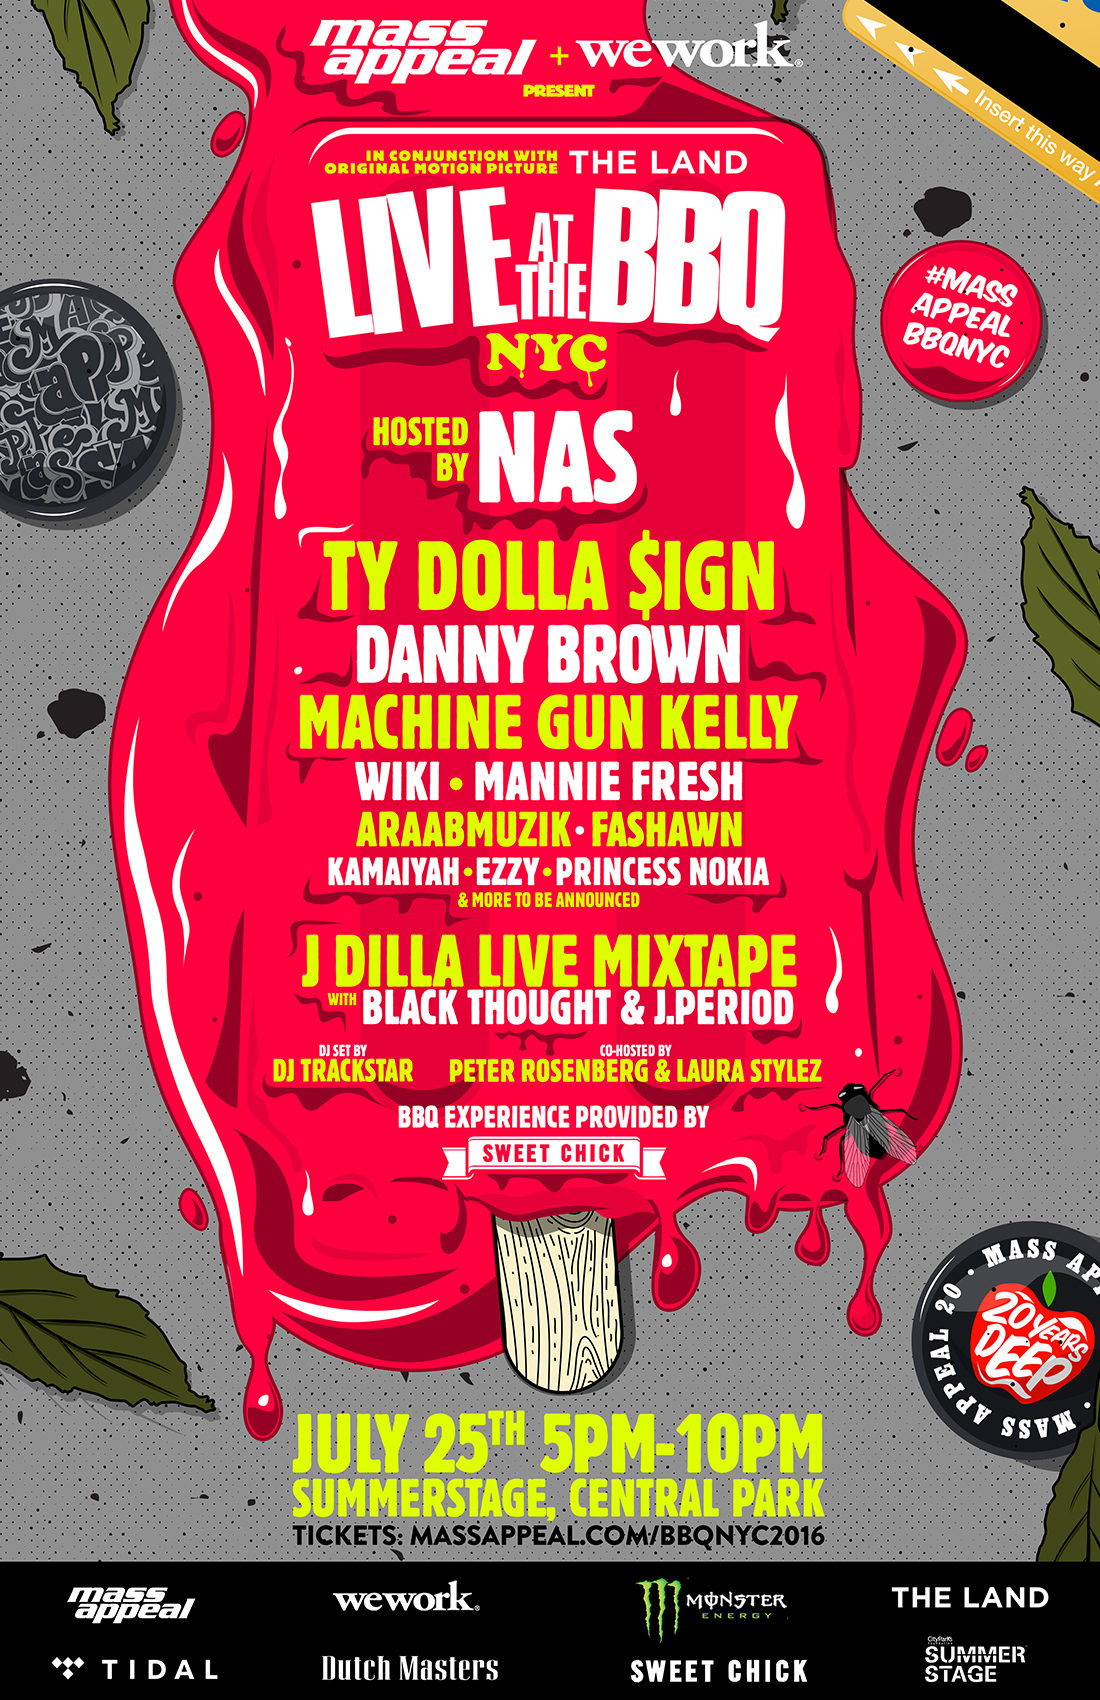 mass appeal + wework®
PRESENT
Insert this way
IN CONJUNCTION WITH
ORIGINAL MOTION PICTURE THE LAND
LIVE AT THE BBQ
NYC
#MASS
APPEAL
BBQNYC
HOSTED BY NAS
TY DOLLA $IGN
DANNY BROWN
MACHINE GUN KELLY
WIKI • MANNIE FRESH
ARAABMUZIK • FASHAWN
KAMAIYAH • EZZY • PRINCESS NOKIA
& MORE TO BE ANNOUNCED
J DILLA LIVE MIXTAPE
WITH BLACK THOUGHT & J.PERIOD
DJ SET BY
DJ TRACKSTAR
CO-HOSTED BY
PETER ROSENBERG & LAURA STYLEZ
BBQ EXPERIENCE PROVIDED BY
SWEET CHICK
MASS APPEAL 20 • MASS AP
20 YEARS
DEEP
• MASS
JULY 25TH 5PM-10PM
SUMMERSTAGE, CENTRAL PARK
TICKETS: MASSAPPEAL.COM/BBQNYC2016
mass appeal
wework®
MONSTER
ENERGY
THE LAND
TIDAL
Dutch Masters
SWEET CHICK
CityParks
SUMMER
STAGE